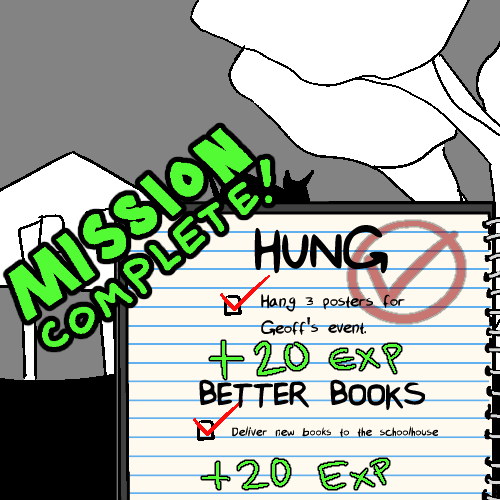 MISSION
COMPLETE!
HUNG
Hang 3 posters for
Geoff's event.
+20 EXP
BETTER BOOKS
Deliver new books to the schoolhouse
+20 EXP